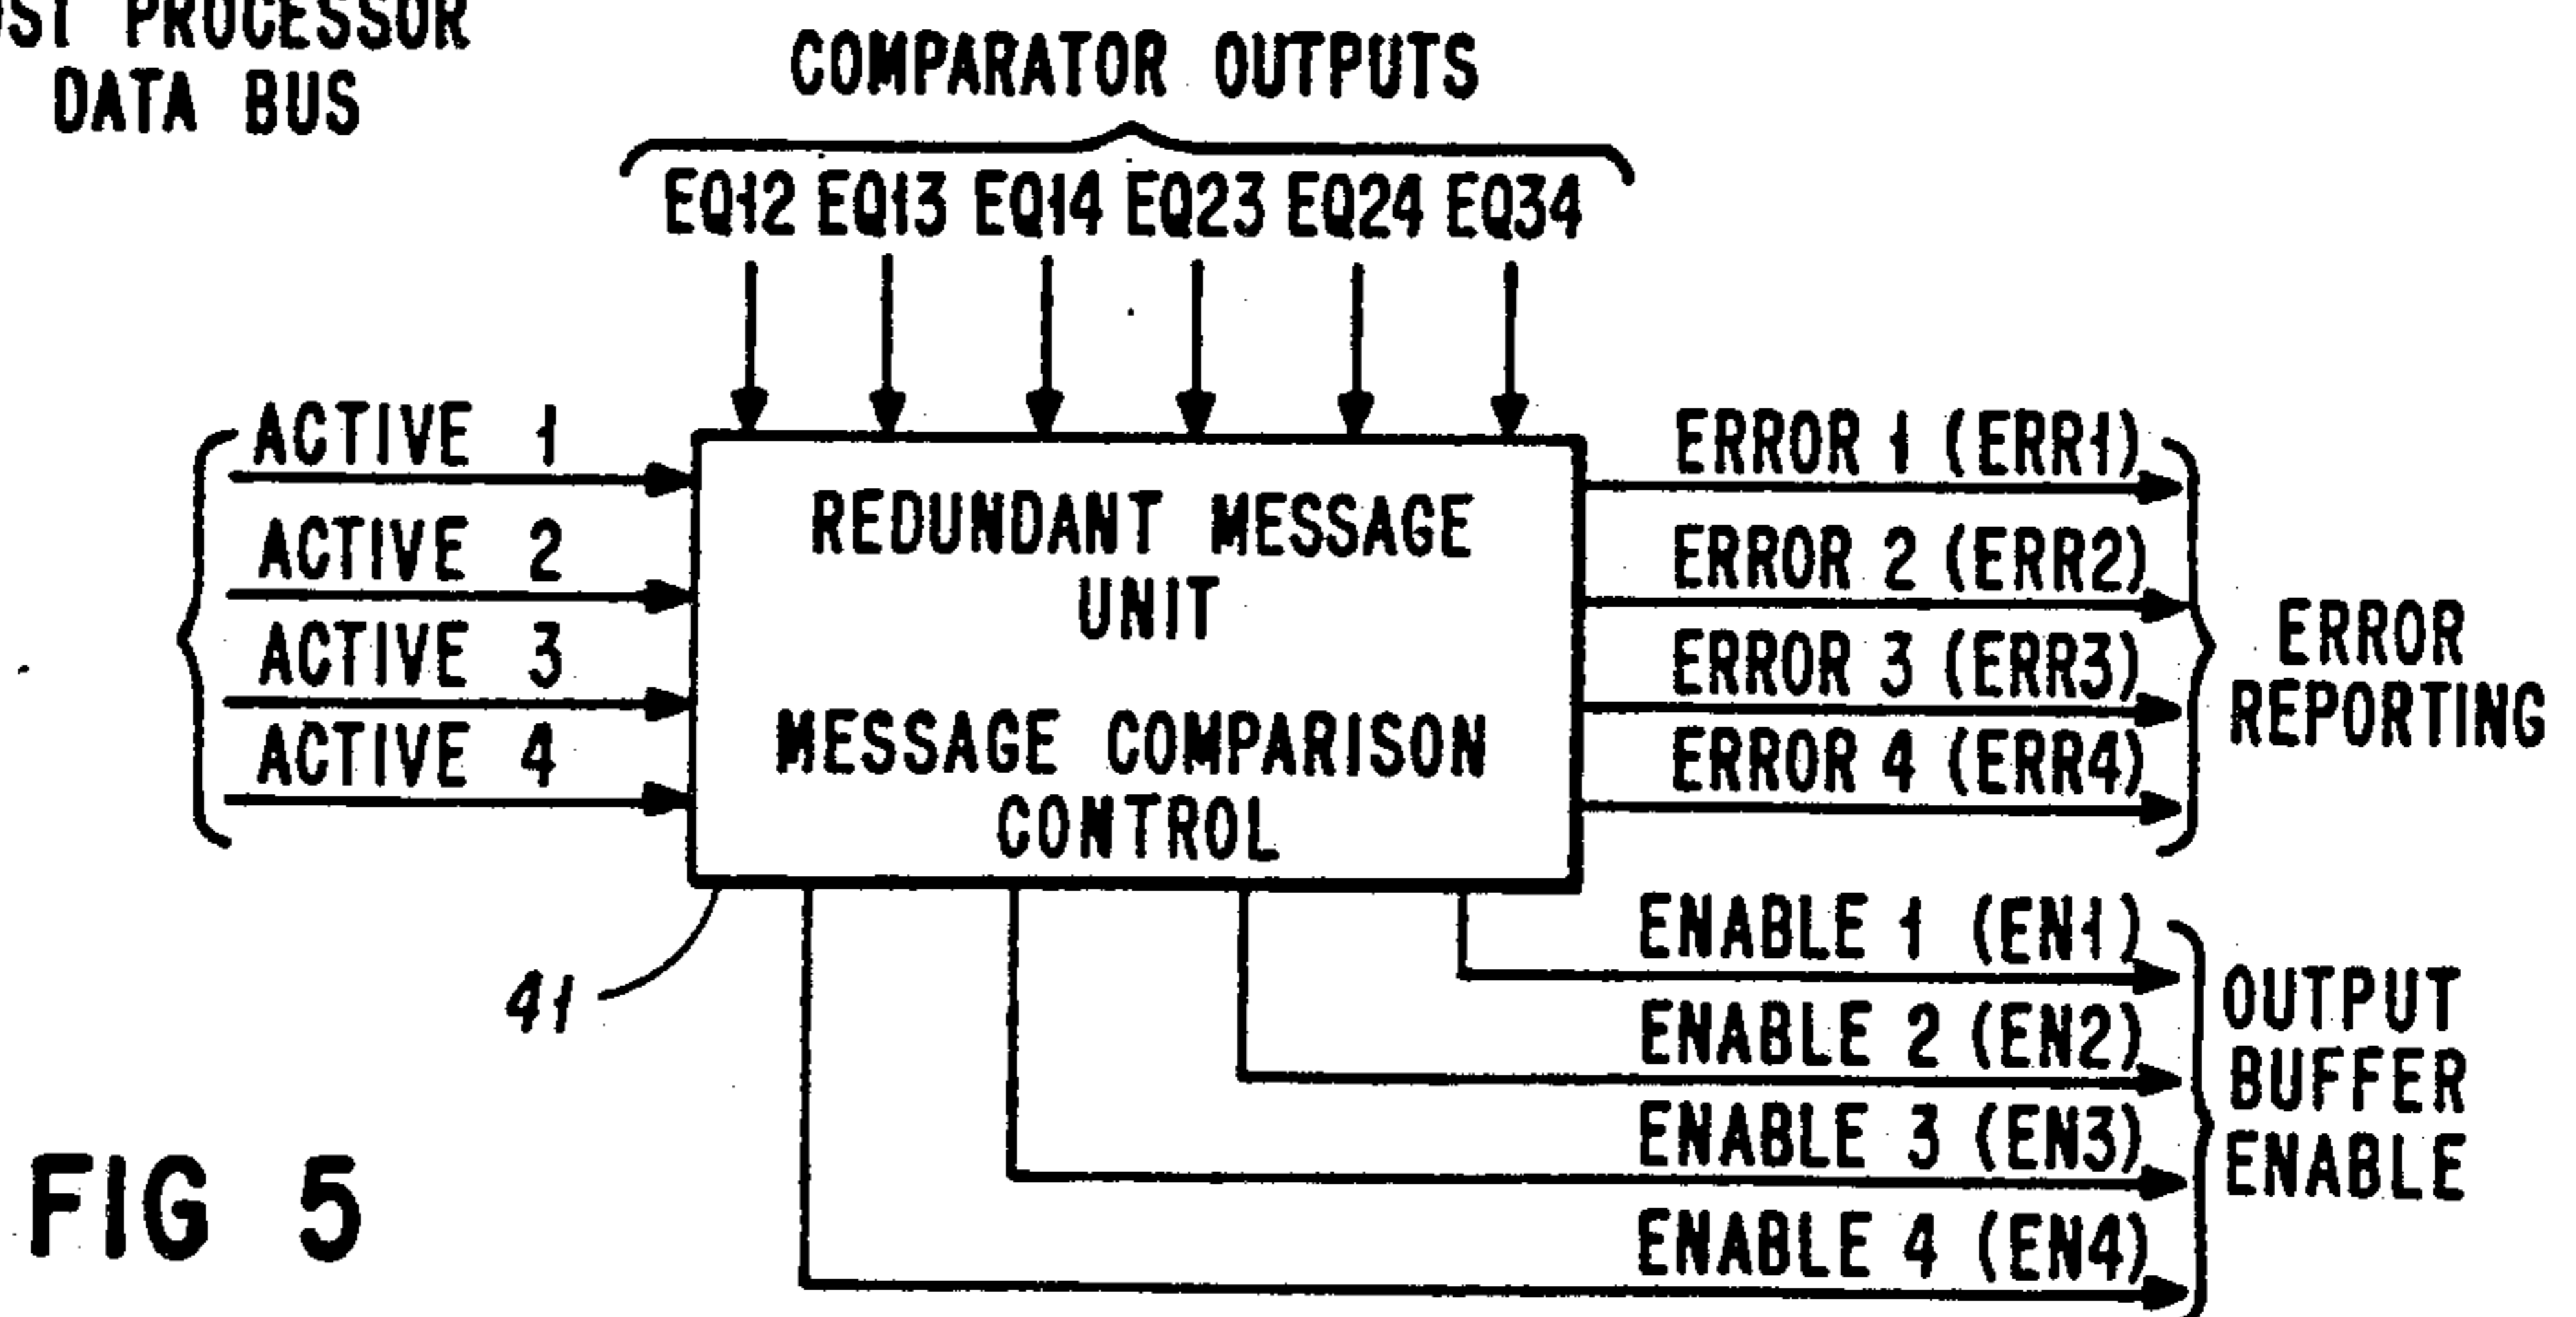 PROCESSOR
DATA BUS
COMPARATOR OUTPUTS
EQ12 EQ13 EQ14 EQ23 EQ24 EQ34
ACTIVE 1
ACTIVE 2
ACTIVE 3
ACTIVE 4
REDUNDANT MESSAGE
UNIT
MESSAGE COMPARISON
CONTROL
ERROR 1 (ERR1)
ERROR 2 (ERR2)
ERROR 3 (ERR3)
ERROR 4 (ERR4)
ERROR
REPORTING
41
ENABLE 1 (EN1)
ENABLE 2 (EN2)
ENABLE 3 (EN3)
ENABLE 4 (EN4)
OUTPUT
BUFFER
ENABLE
FIG 5